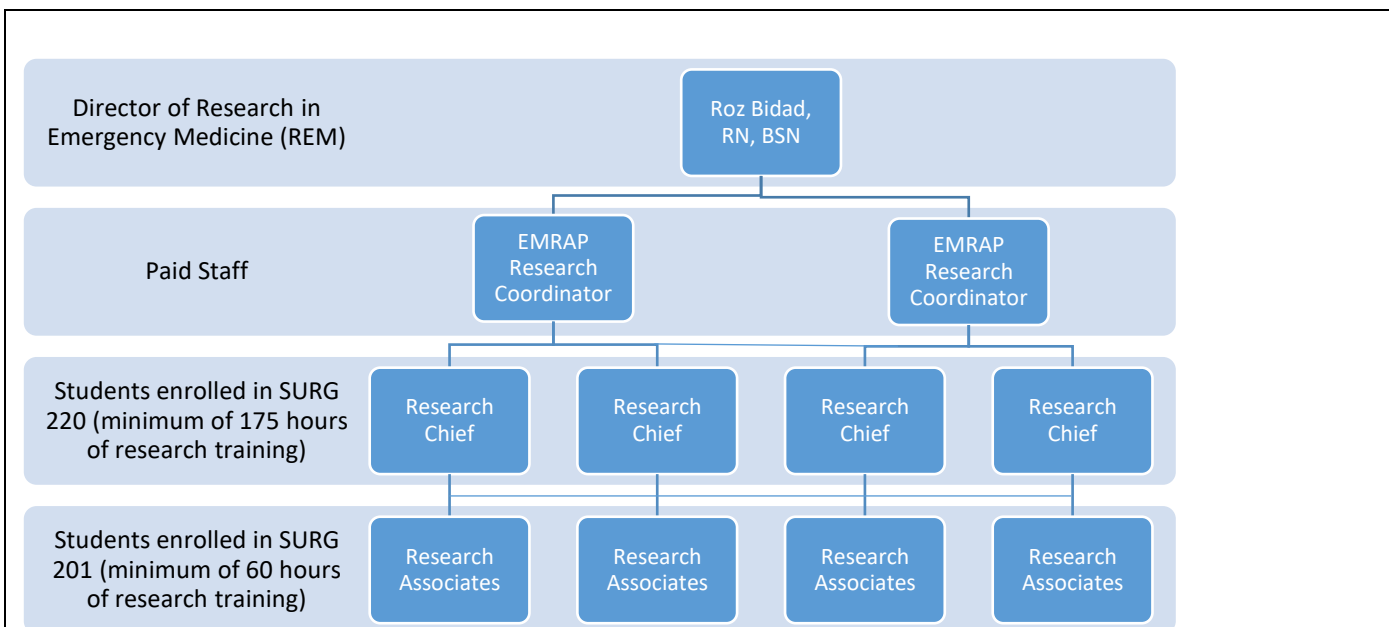 Director of Research in
Emergency Medicine (REM)
Roz Bidad,
RN, BSN
Paid Staff
EMRAP
Research
Coordinator
EMRAP
Research
Coordinator
Students enrolled in SURG
220 (minimum of 175 hours
of research training)
Research
Chief
Research
Chief
Research
Chief
Research
Chief
Students enrolled in SURG
201 (minimum of 60 hours
of research training)
Research
Associates
Research
Associates
Research
Associates
Research
Associates